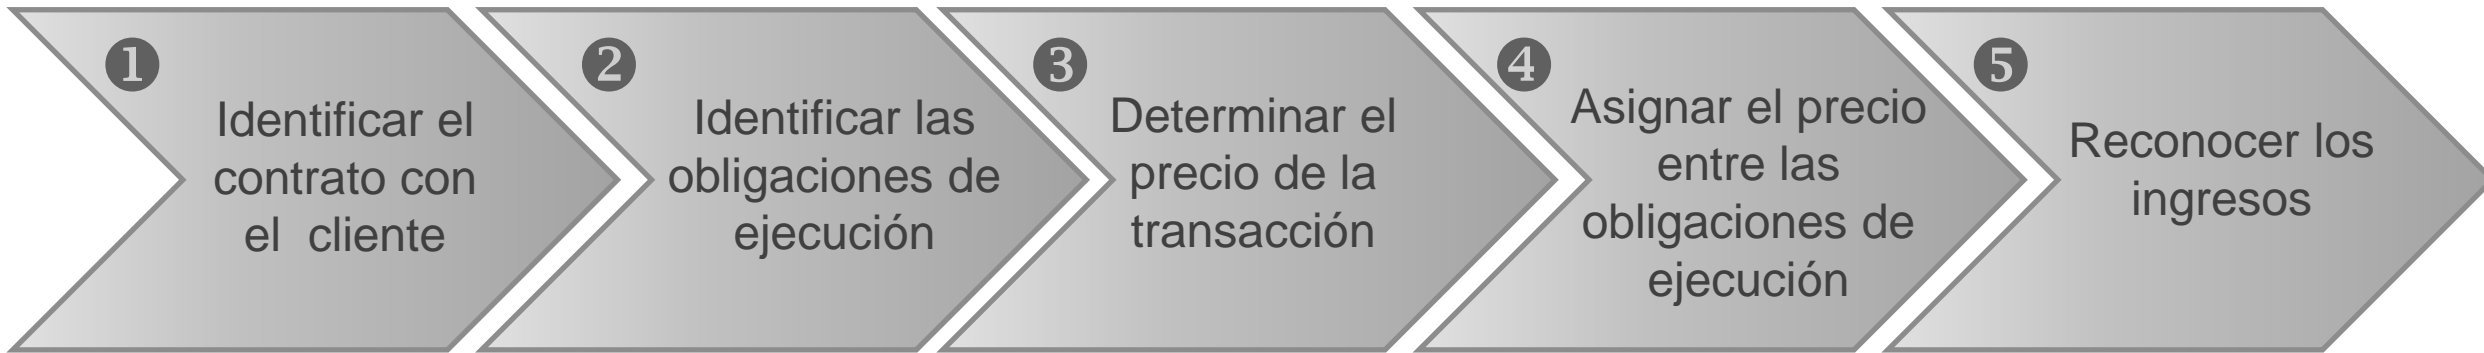 ❶
Identificar el
contrato con
el  cliente
❷
Identificar las
obligaciones de
ejecución
❸
Determinar el
precio de la
transacción
❹
Asignar el precio
entre las
obligaciones de
ejecución
❺
Reconocer los
ingresos